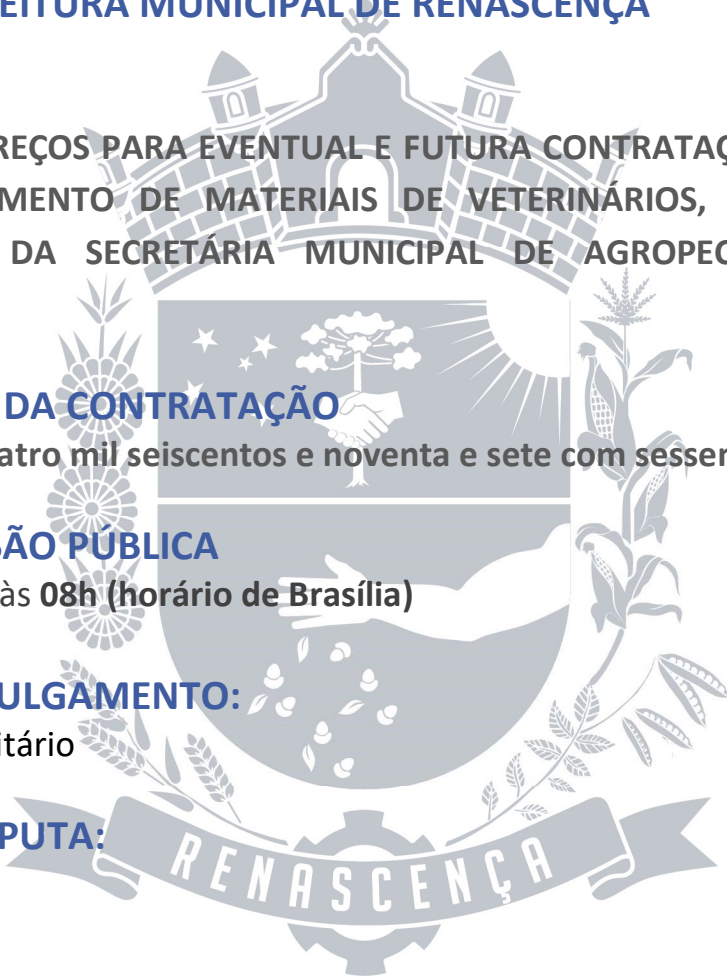 EITURA MUNICIPAL DE RENASCENÇA
REÇOS PARA EVENTUAL E FUTURA CONTRATAÇ
MENTO DE MATERIAIS DE VETERINÁRIOS,
DA SECRETÁRIA MUNICIPAL DE AGROPEC
DA CONTRATAÇÃO
atro mil seiscentos e noventa e sete com sesser
SÃO PÚBLICA
às 08h (horário de Brasília)
ULGAMENTO:
itário
PUTA:
RENASCENÇA